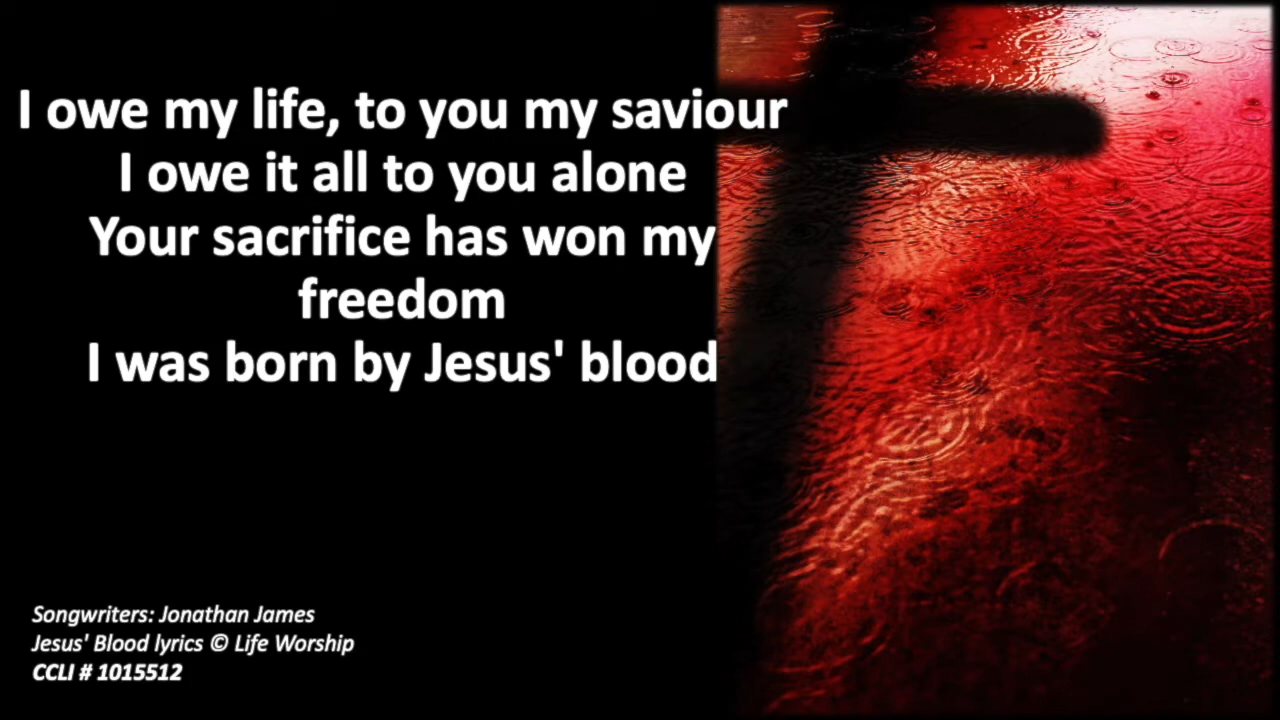 I owe my life, to you my saviour
I owe it all to you alone
Your sacrifice has won my
freedom
I was born by Jesus' blood
Songwriters: Jonathan James
Jesus' Blood lyrics © Life Worship
CCLI # 1015512